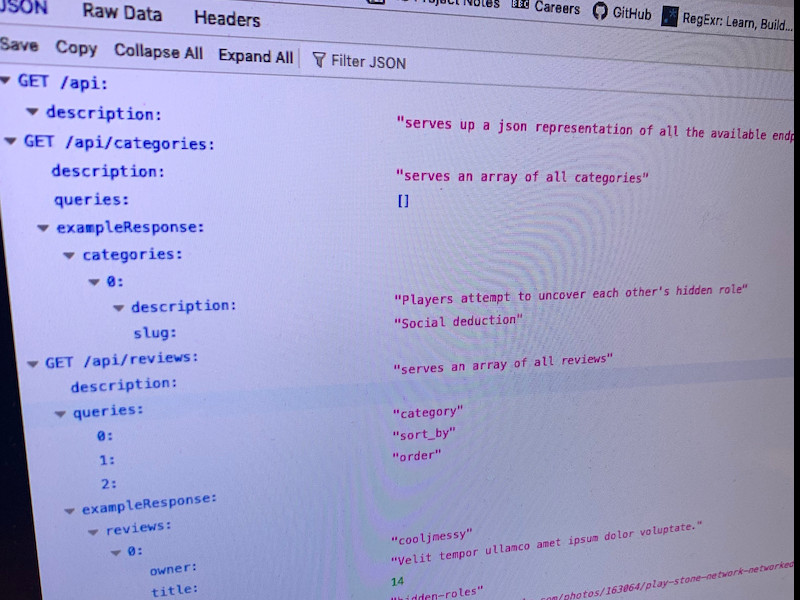 JSON Raw Data Headers
Project Notes BBC Careers GitHub RegExr: Learn, Build...
Save Copy Collapse All Expand All Filter JSON
GET /api:
description: "serves up a json representation of all the available endp
GET /api/categories:
description: "serves an array of all categories"
queries: []
exampleResponse:
categories:
0:
description: "Players attempt to uncover each other's hidden role"
slug: "Social deduction"
GET /api/reviews:
description: "serves an array of all reviews"
queries:
0: "category"
1: "sort_by"
2: "order"
exampleResponse:
reviews:
0:
owner: "cooljmessy"
title: "Velit tempor ullamco amet ipsum dolor voluptate."
14
"hidden-roles"
.com/photos/163064/play-stone-network-networked